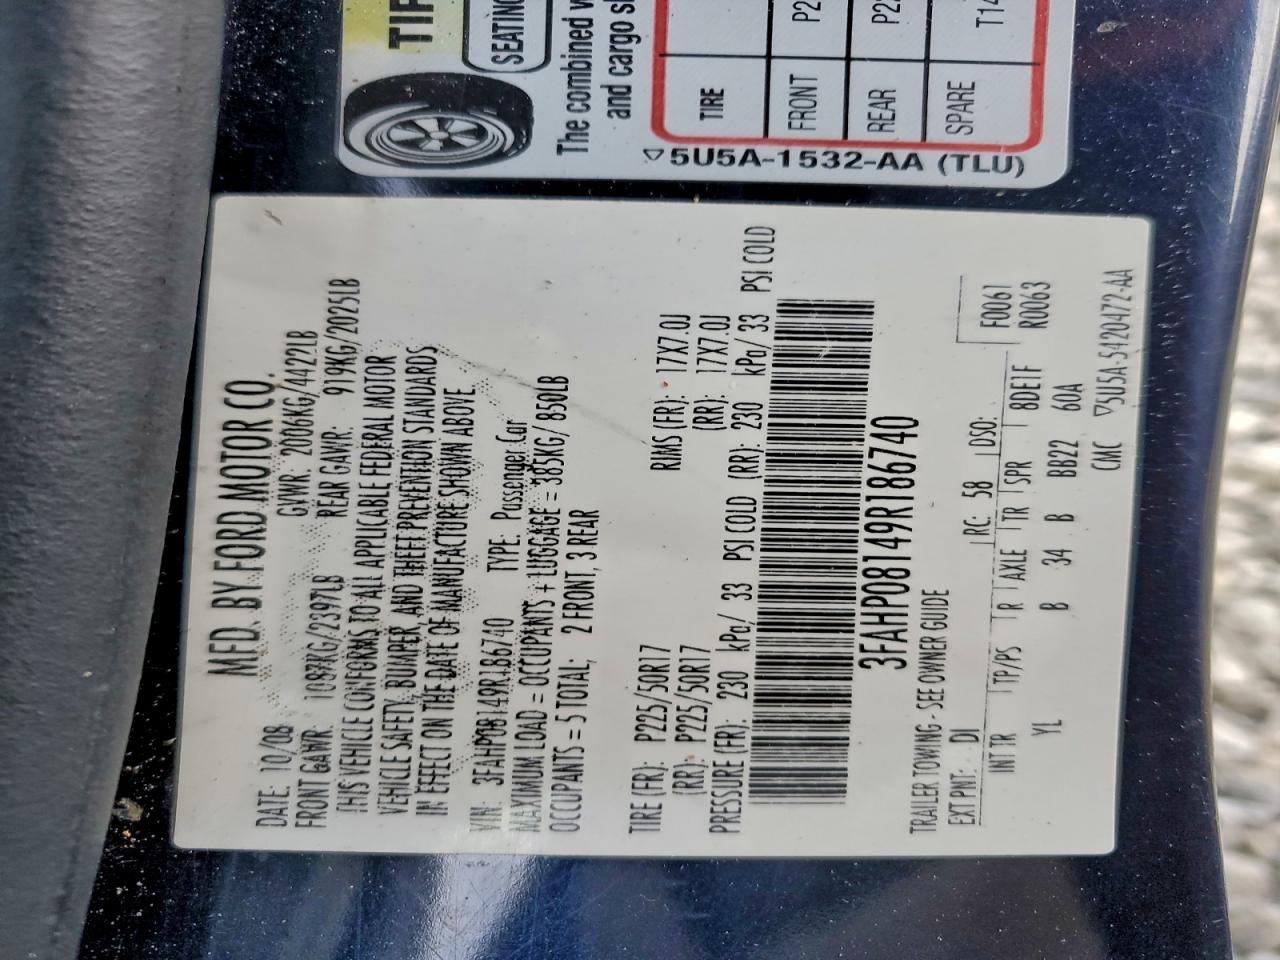 TIR
SEATING
The combined w
and cargo s
TIRE
FRONT P2
REAR P22
SPARE T14
5U5A-1532-AA (TLU)
MFD. BY FORD MOTOR CO.
DATE: 10/08 GVWR: 2006KG/4422LB
FRONT GAWR: 1087KG/2397LB REAR GAWR: 919KG/2025LB
THIS VEHICLE CONFORMS TO ALL APPLICABLE FEDERAL MOTOR
VEHICLE SAFETY, BUMPER, AND THEFT PREVENTION STANDARDS
IN EFFECT ON THE DATE OF MANUFACTURE SHOWN ABOVE.
VIN: 3FAHP08149R186740 TYPE: Passenger Car
MAXIMUM LOAD = OCCUPANTS + LUGGAGE = 385KG/ 850LB
OCCUPANTS = 5 TOTAL; 2 FRONT, 3 REAR
TIRE (FR): P225/50R17 RIMS (FR): 17X7.0J
(RR): P225/50R17 (RR): 17X7.0J
PRESSURE (FR): 230 kPa/ 33 PSI COLD (RR): 230 kPa/ 33 PSI COLD
3FAHP08149R186740
TRAILER TOWING - SEE OWNER GUIDE
EXT PNT: DI RC: 58 DSO: F0061
R0063
INT TR TP/PS R AXLE TR SPR 8DE1F
YL B 34 B BB22 60A
CMC ▽5U5A-5420472-AA